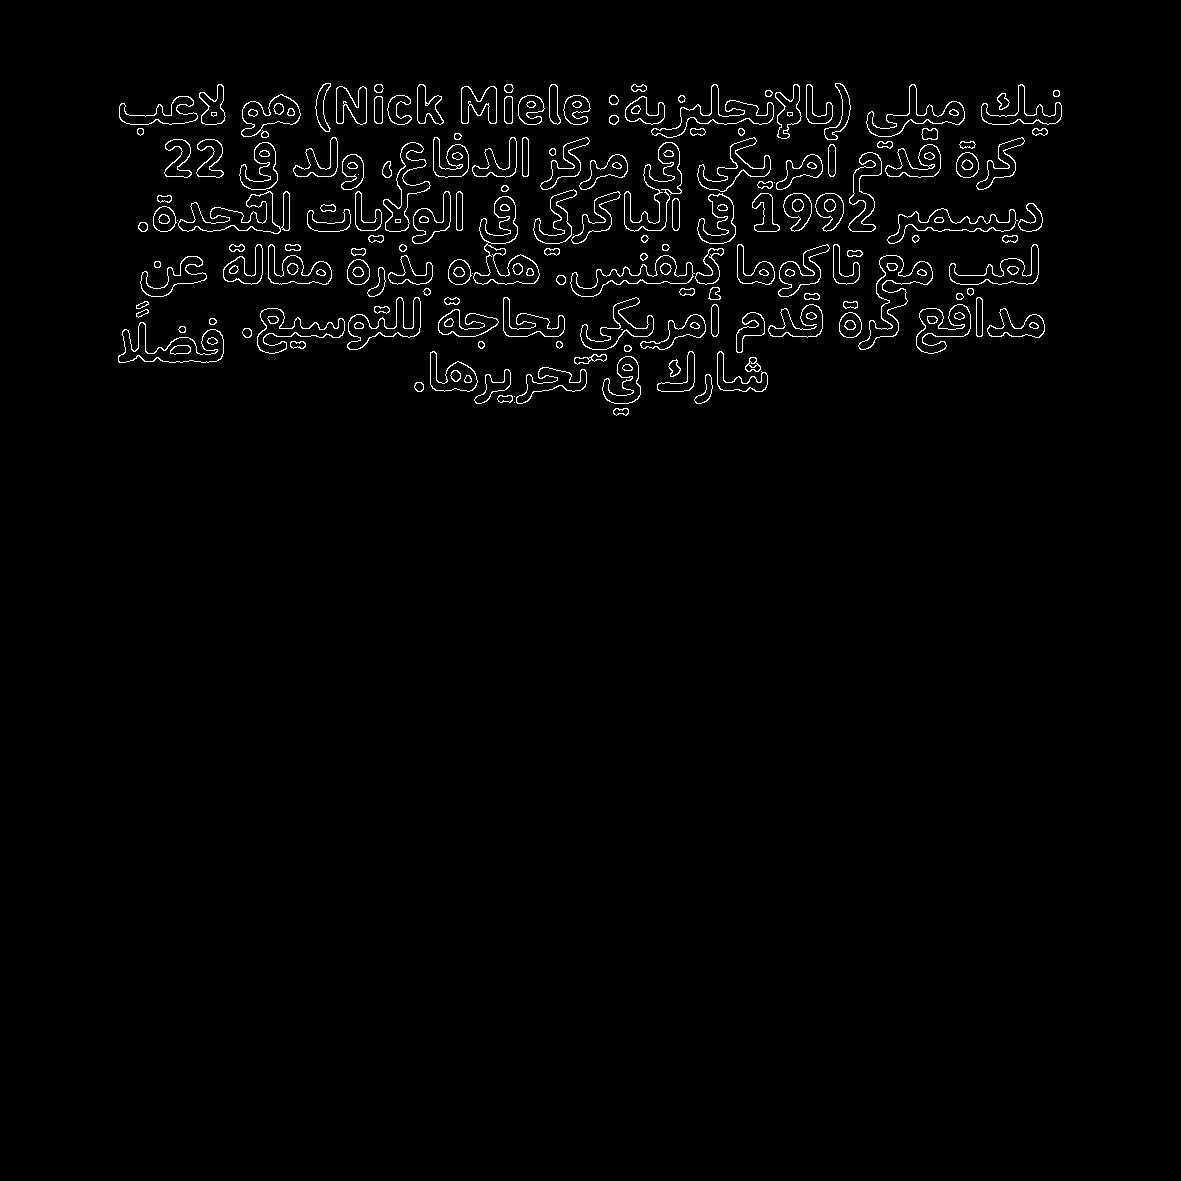 نيك ميلي (بالإنجليزية: Nick Miele) هو لاعب
كرة قدم أمريكي في مركز الدفاع، ولد في 22
ديسمبر 1992 في ألباكركي في الولايات المتحدة.
لعب مع تاكوما ديفنس. هذه بذرة مقالة عن
مدافع كرة قدم أمريكي بحاجة للتوسيع. فضلًا
شارك في تحريرها.